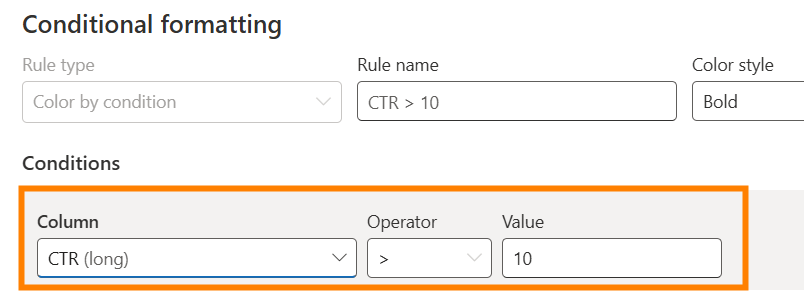 Conditional formatting
Rule type Rule name Color style
Color by condition CTR > 10 Bold
Conditions
Column Operator Value
CTR (long) > 10